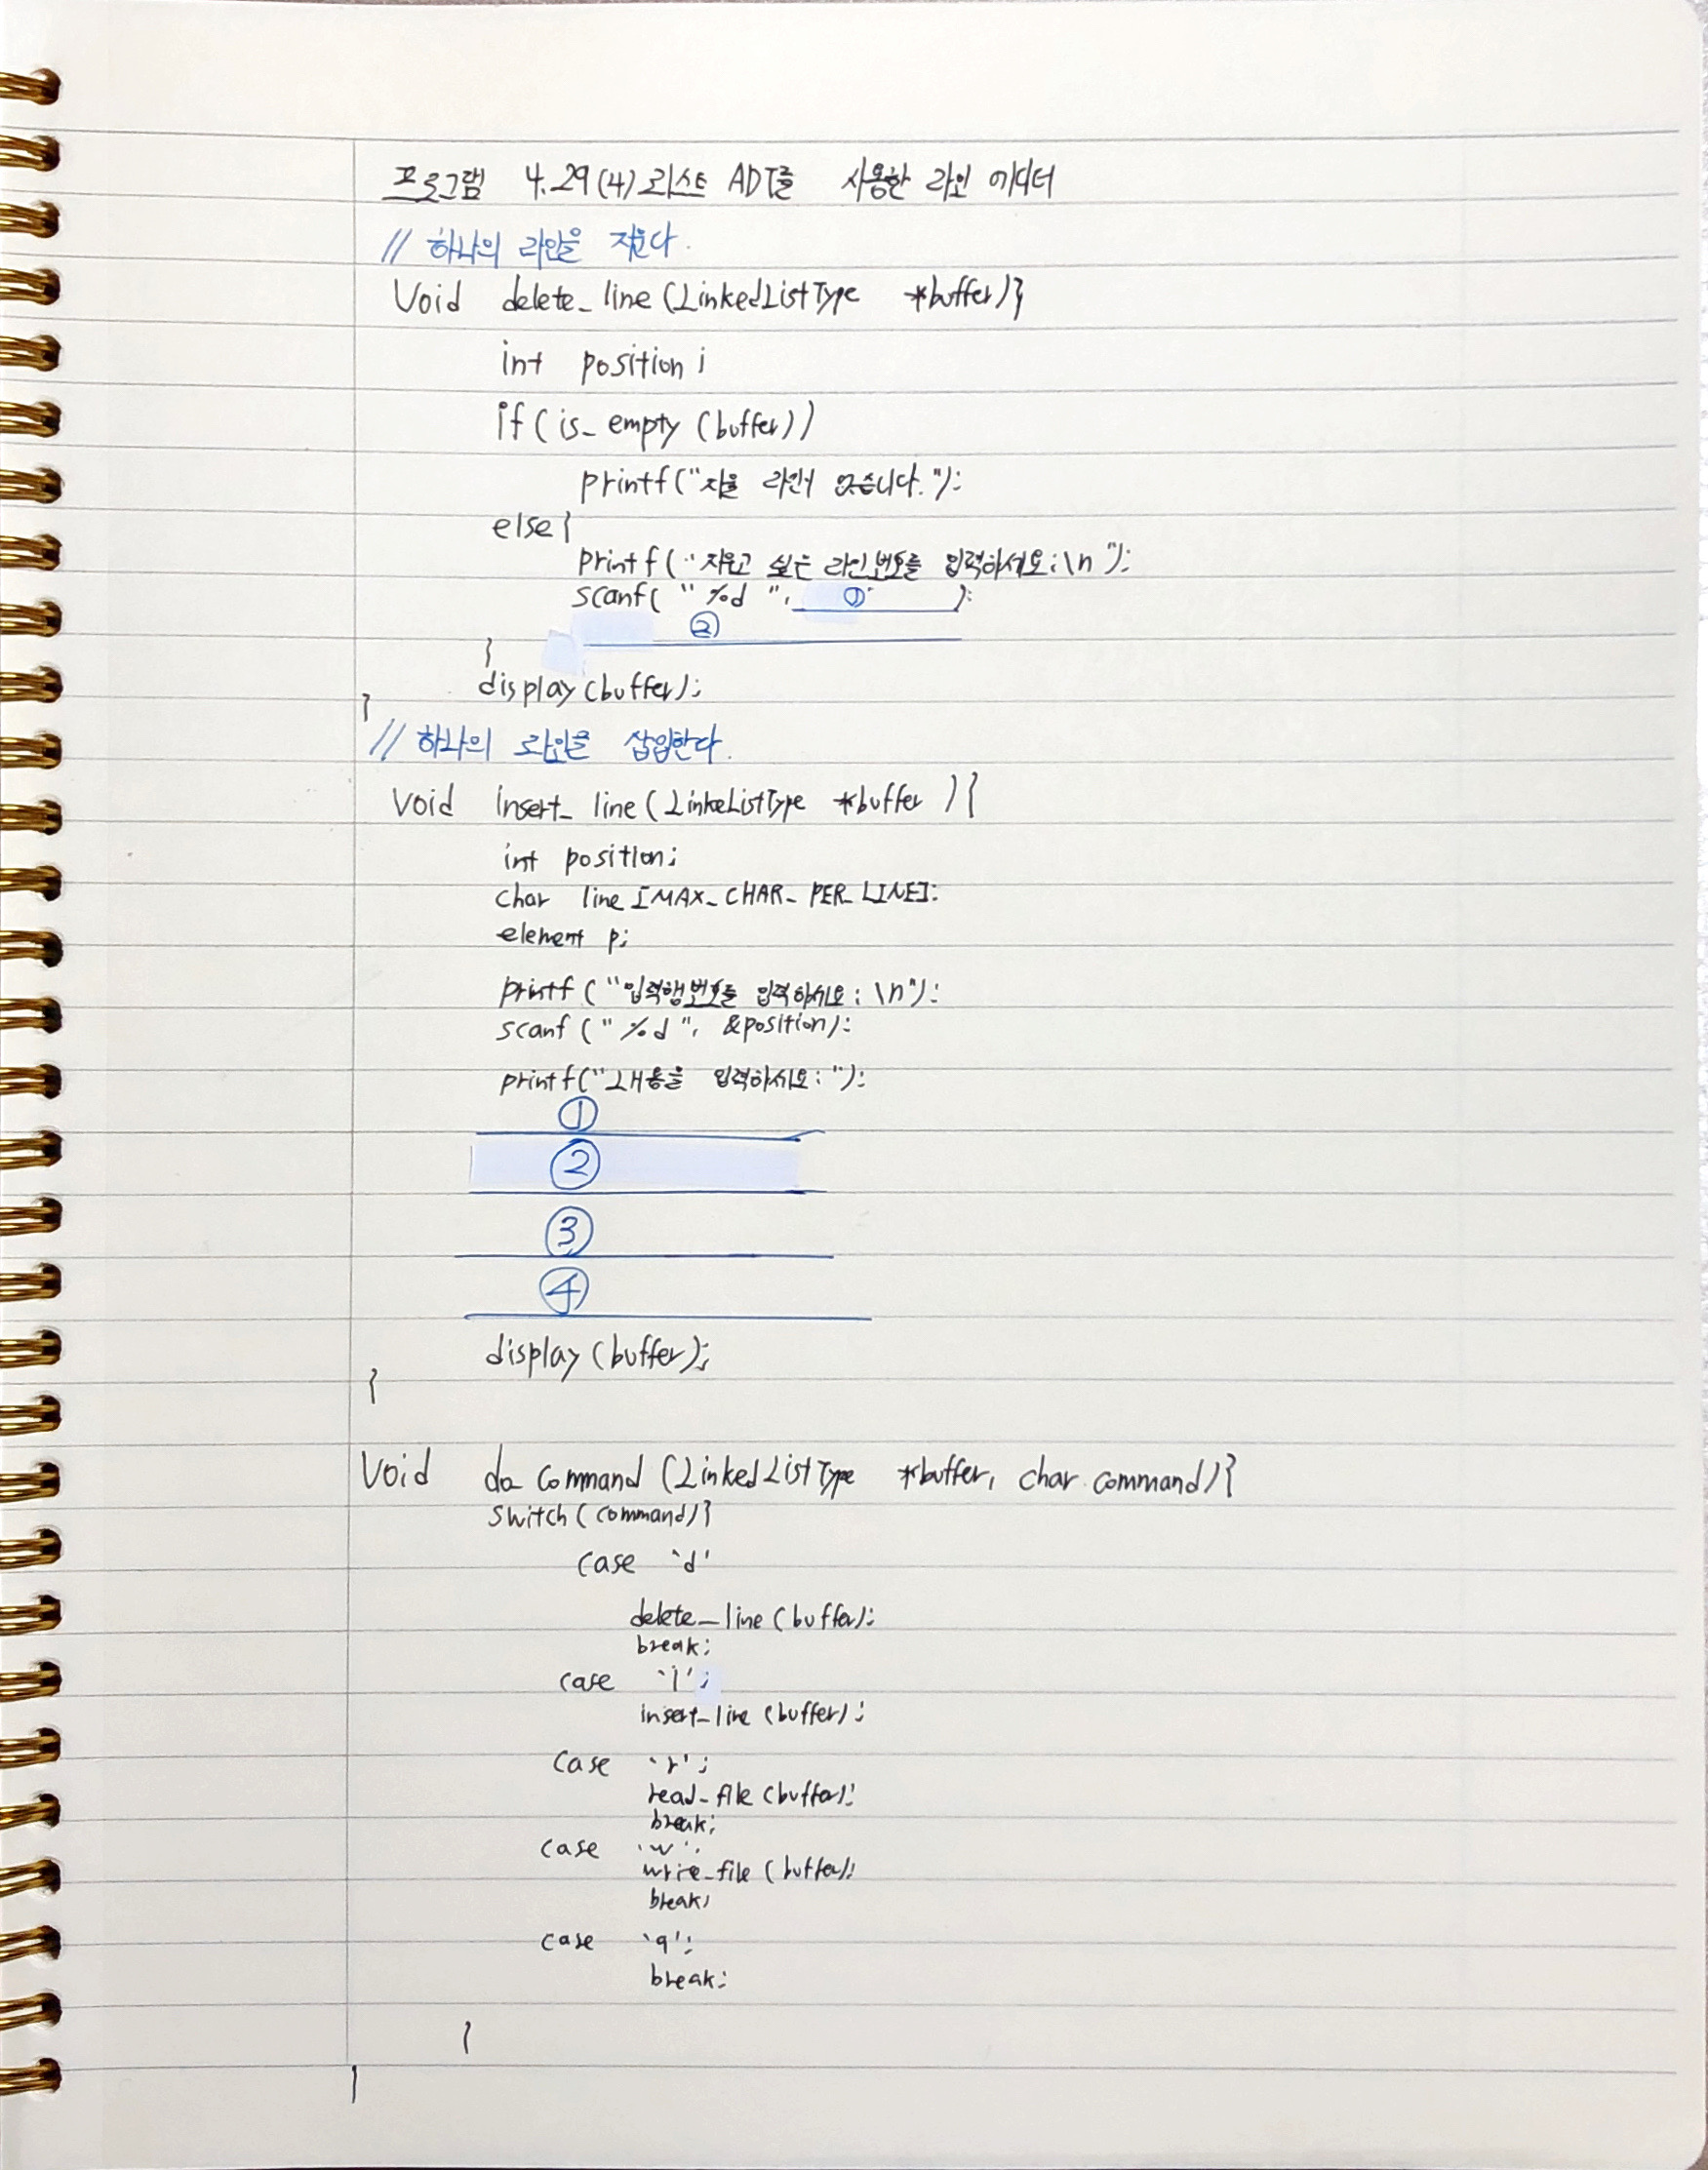 프로그램 4.29(4) 리스트 ADT를 사용한 라인 에디터
// 하나의 라인을 지운다.
Void delete_line(LinkedListType *buffer){
int position;
if(is_empty(buffer))
printf("지울 라인이 없습니다.");
else{
printf("지우고 싶은 라인번호를 입력하세요:\n");
scanf("%d", ① );
②
}
display(buffer);
}
// 하나의 라인을 삽입한다.
Void insert_line(LinkeListType *buffer){
int position;
char line[MAX_CHAR_PER_LINE];
element p;
printf("입력행번호를 입력하시요:\n");
scanf("%d", &position);
printf("내용을 입력하시요:");
①
②
③
④
display(buffer);
}
Void do command(LinkedListType *buffer, char command){
switch(command){
case 'd'
delete_line(buffer);
break;
case 'i';
insert_line(buffer);
case 'r';
read_file(buffer);
break;
case 'w';
write_file(buffer);
break;
case 'q';
break;
}
}